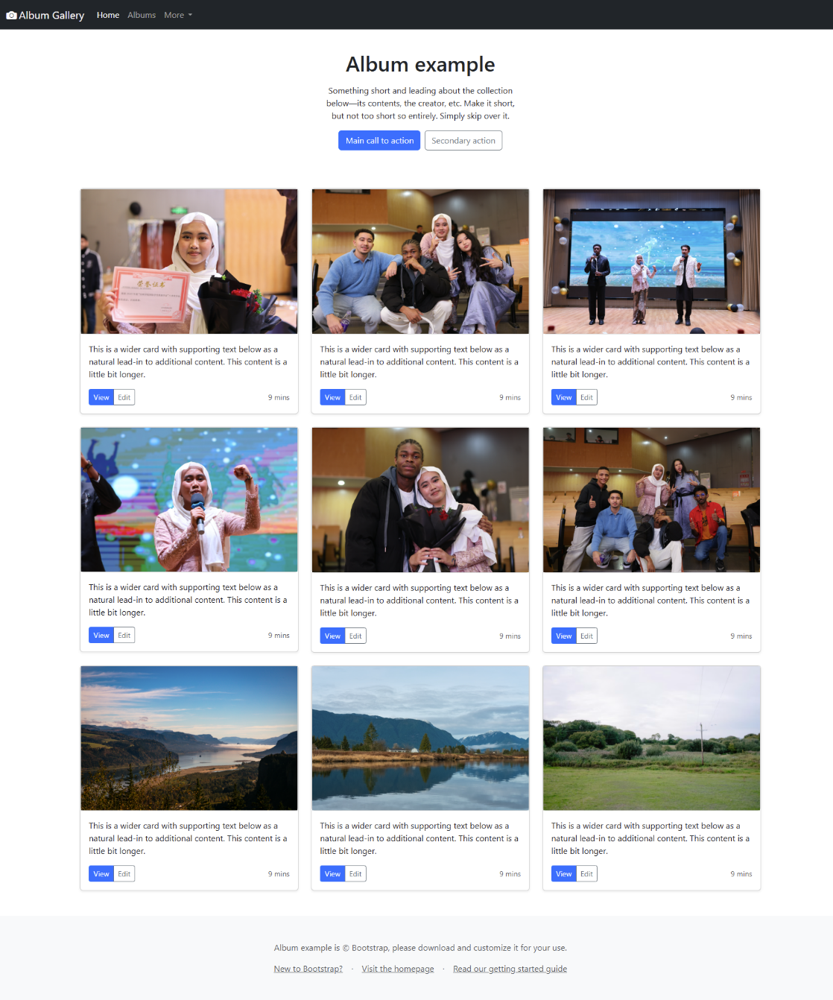 Album Gallery Home Albums More
Album example
Something short and leading about the collection
below—its contents, the creator, etc. Make it short,
but not too short so entirely. Simply skip over it.
Main call to action Secondary action
荣誉证书
This is a wider card with supporting text below as a
natural lead-in to additional content. This content is a
little bit longer.
View Edit 9 mins
This is a wider card with supporting text below as a
natural lead-in to additional content. This content is a
little bit longer.
View Edit 9 mins
This is a wider card with supporting text below as a
natural lead-in to additional content. This content is a
little bit longer.
View Edit 9 mins
This is a wider card with supporting text below as a
natural lead-in to additional content. This content is a
little bit longer.
View Edit 9 mins
This is a wider card with supporting text below as a
natural lead-in to additional content. This content is a
little bit longer.
View Edit 9 mins
This is a wider card with supporting text below as a
natural lead-in to additional content. This content is a
little bit longer.
View Edit 9 mins
This is a wider card with supporting text below as a
natural lead-in to additional content. This content is a
little bit longer.
View Edit 9 mins
This is a wider card with supporting text below as a
natural lead-in to additional content. This content is a
little bit longer.
View Edit 9 mins
This is a wider card with supporting text below as a
natural lead-in to additional content. This content is a
little bit longer.
View Edit 9 mins
Album example is © Bootstrap, please download and customize it for your use.
New to Bootstrap? · Visit the homepage · Read our getting started guide